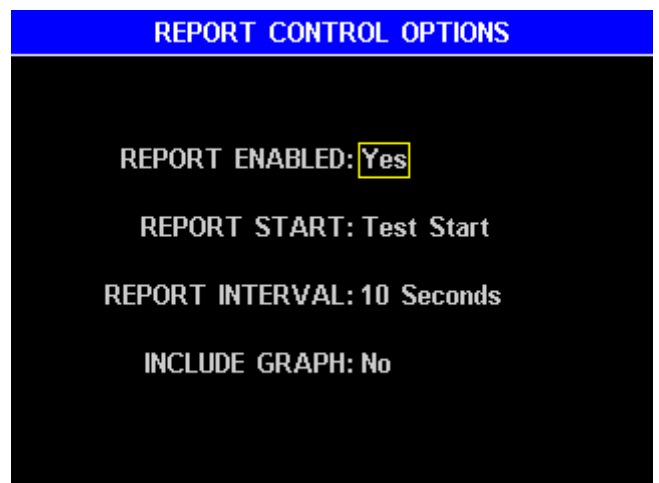 REPORT CONTROL OPTIONS
REPORT ENABLED: Yes
REPORT START: Test Start
REPORT INTERVAL: 10 Seconds
INCLUDE GRAPH: No